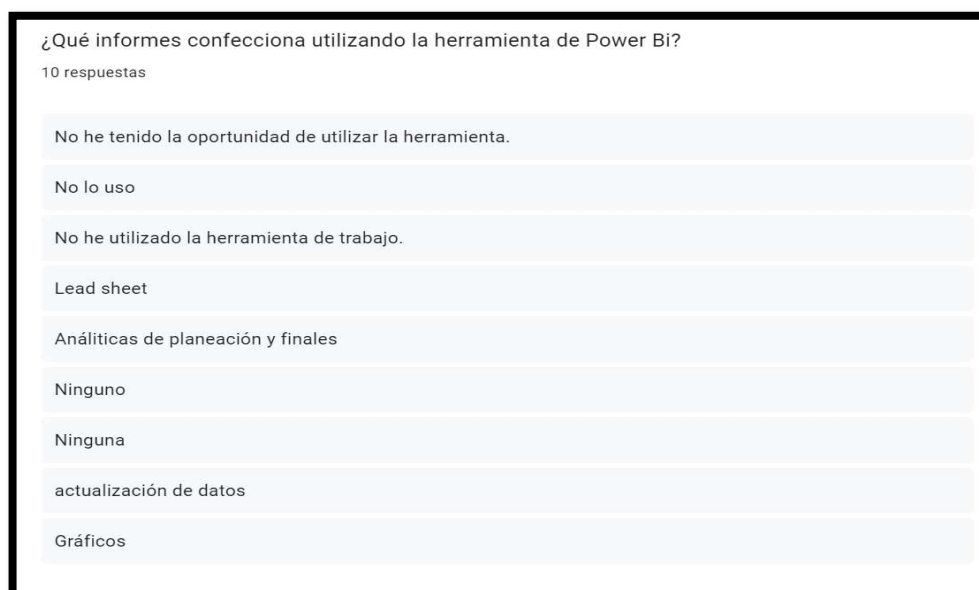 ¿Qué informes confecciona utilizando la herramienta de Power Bi?
10 respuestas
No he tenido la oportunidad de utilizar la herramienta.
No lo uso
No he utilizado la herramienta de trabajo.
Lead sheet
Análiticas de planeación y finales
Ninguno
Ninguna
actualización de datos
Gráficos